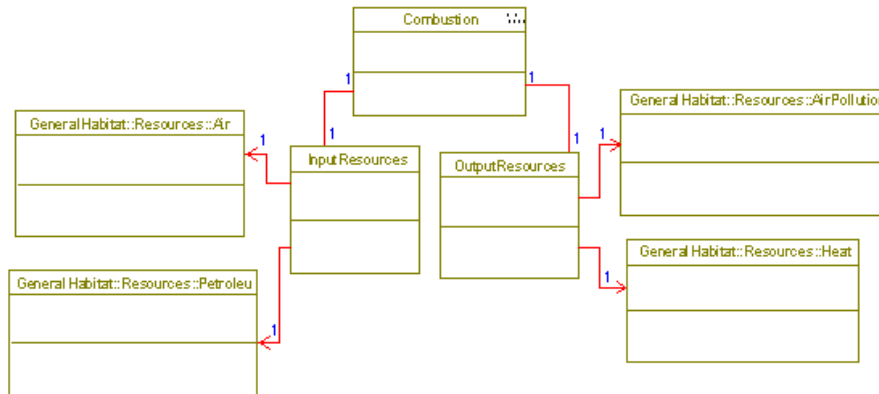 Combustion
1 1
General Habitat::Resources::AirPollution
General Habitat::Resources::Air
1 1 1 1
InputResources
OutputResources
General Habitat::Resources::Heat
General Habitat::Resources::Petroleu
1
1